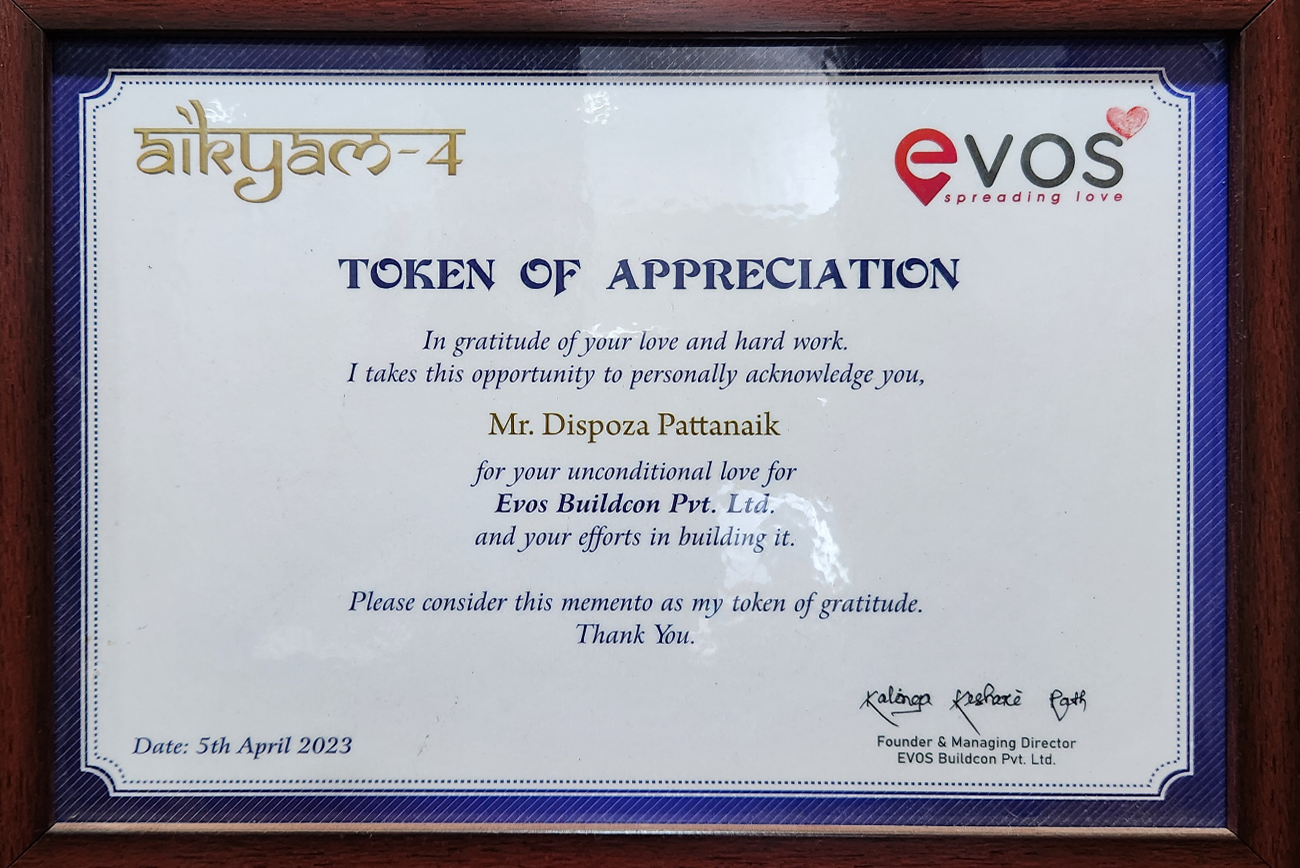 aikyam-4
evos
spreading love
TOKEN OF APPRECIATION
In gratitude of your love and hard work.
I takes this opportunity to personally acknowledge you,
Mr. Dispoza Pattanaik
for your unconditional love for
Evos Buildcon Pvt. Ltd.
and your efforts in building it.
Please consider this memento as my token of gratitude.
Thank You.
Kalinga Keshari Rath
Date: 5th April 2023
Founder & Managing Director
EVOS Buildcon Pvt. Ltd.